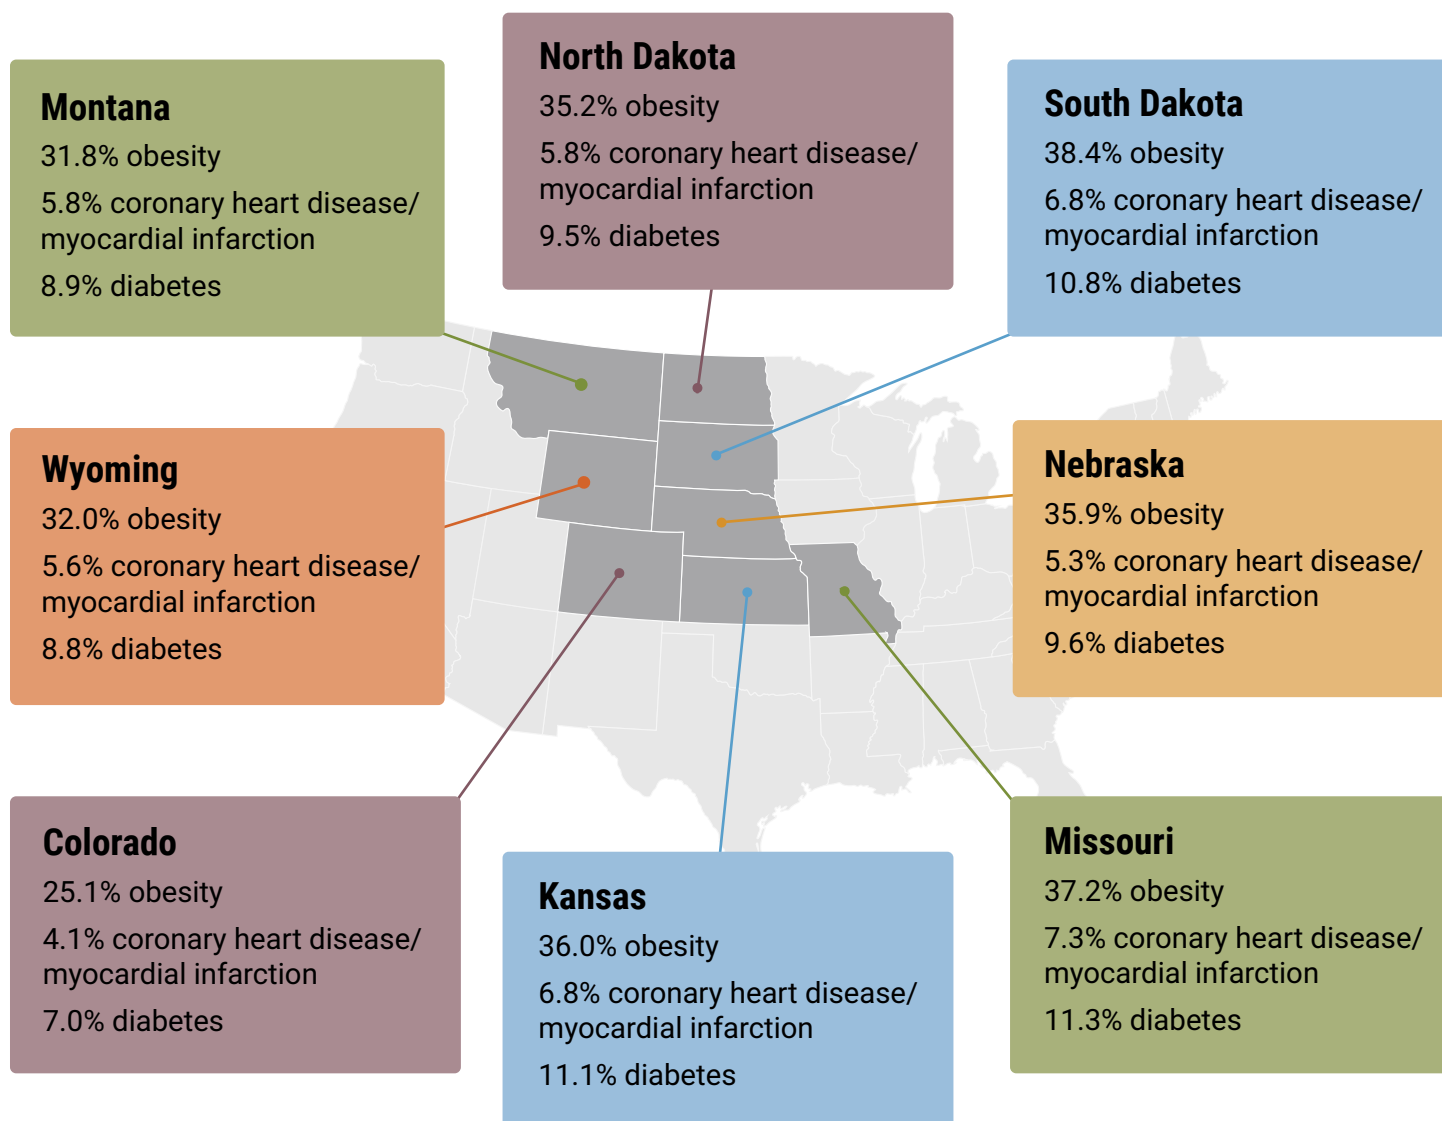 North Dakota
35.2% obesity
5.8% coronary heart disease/
myocardial infarction
9.5% diabetes
Montana
31.8% obesity
5.8% coronary heart disease/
myocardial infarction
8.9% diabetes
South Dakota
38.4% obesity
6.8% coronary heart disease/
myocardial infarction
10.8% diabetes
Wyoming
32.0% obesity
5.6% coronary heart disease/
myocardial infarction
8.8% diabetes
Nebraska
35.9% obesity
5.3% coronary heart disease/
myocardial infarction
9.6% diabetes
Colorado
25.1% obesity
4.1% coronary heart disease/
myocardial infarction
7.0% diabetes
Kansas
36.0% obesity
6.8% coronary heart disease/
myocardial infarction
11.1% diabetes
Missouri
37.2% obesity
7.3% coronary heart disease/
myocardial infarction
11.3% diabetes